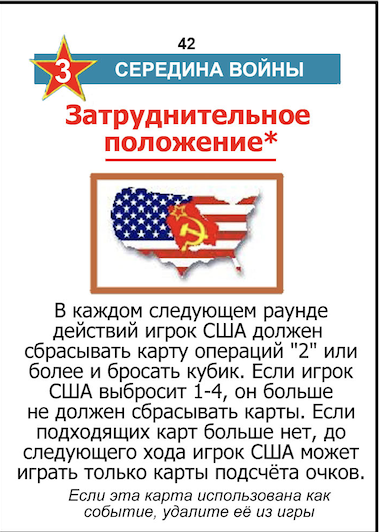 42
3 СЕРЕДИНА ВОЙНЫ
Затруднительное
положение*
В каждом следующем раунде
действий игрок США должен
сбрасывать карту операций "2" или
более и бросать кубик. Если игрок
США выбросит 1-4, он больше
не должен сбрасывать карты. Если
подходящих карт больше нет, до
следующего хода игрок США может
играть только карты подсчёта очков.
Если эта карта использована как
событие, удалите её из игры